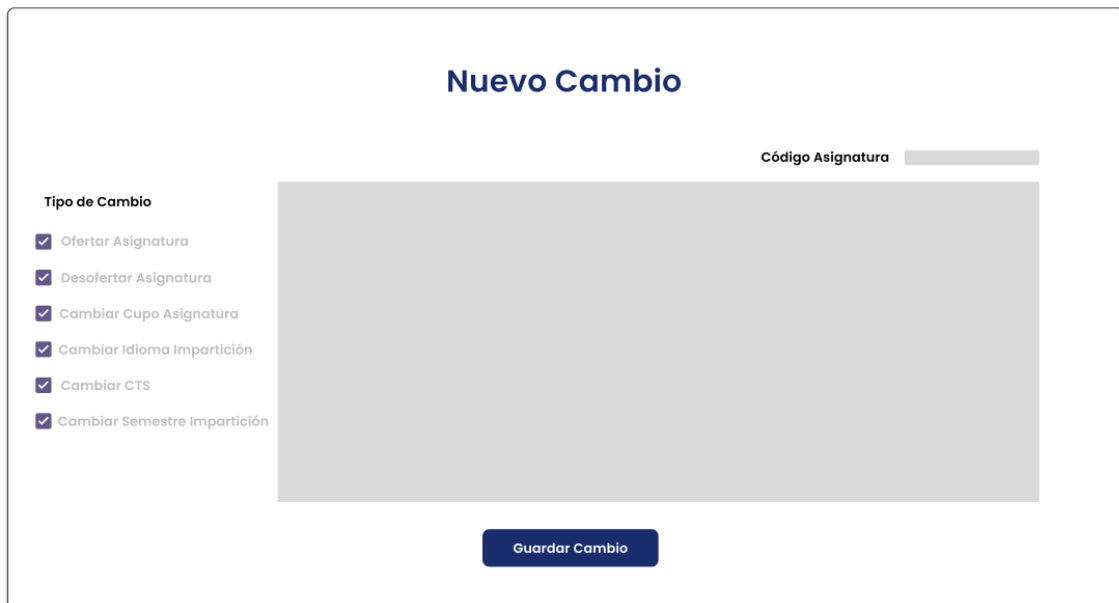 Nuevo Cambio
Código Asignatura
Tipo de Cambio
Ofertar Asignatura
Desofertar Asignatura
Cambiar Cupo Asignatura
Cambiar Idioma Impartición
Cambiar CTS
Cambiar Semestre Impartición
Guardar Cambio